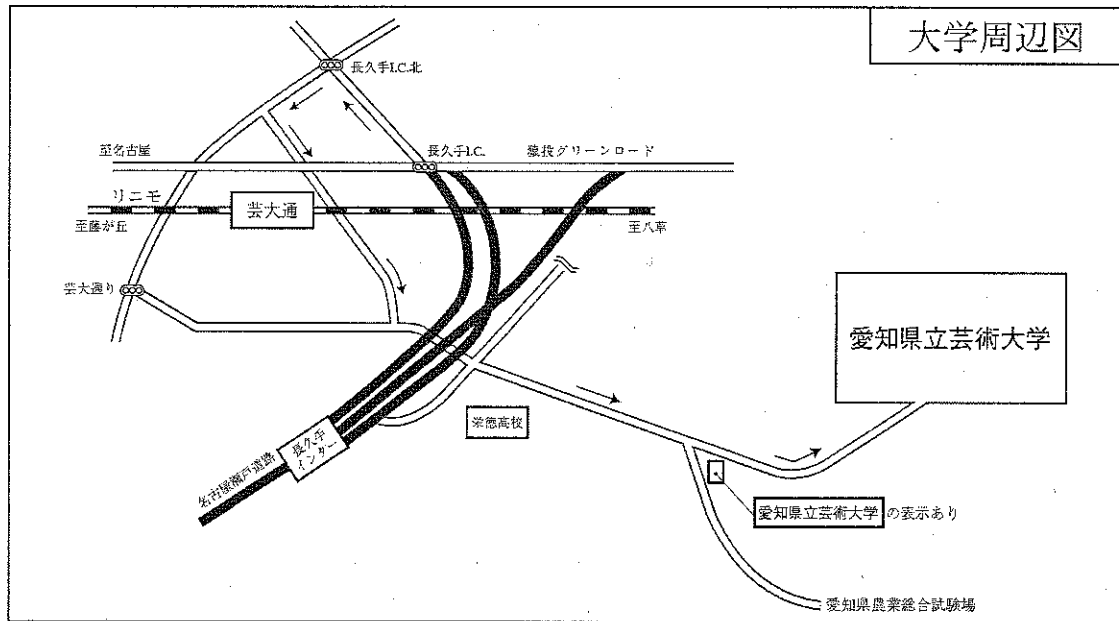 大学周辺図
長久手I.C.北
至名古屋
長久手I.C.
猿投グリーンロード
リニモ
芸大通
至藤が丘
至八草
芸大通り
愛知県立芸術大学
栄徳高校
長久手
インター
名古屋瀬戸道路
愛知県立芸術大学の表示あり
愛知県農業総合試験場